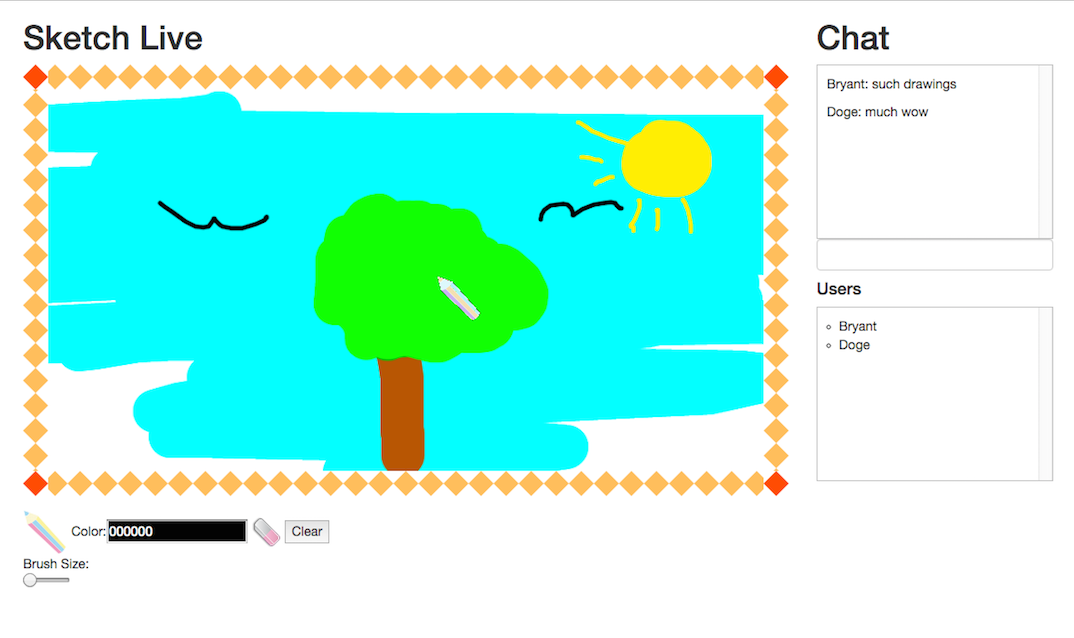 Sketch Live
Chat
Bryant: such drawings
Doge: much wow
Users
Bryant
Doge
Color: 000000
Clear
Brush Size: